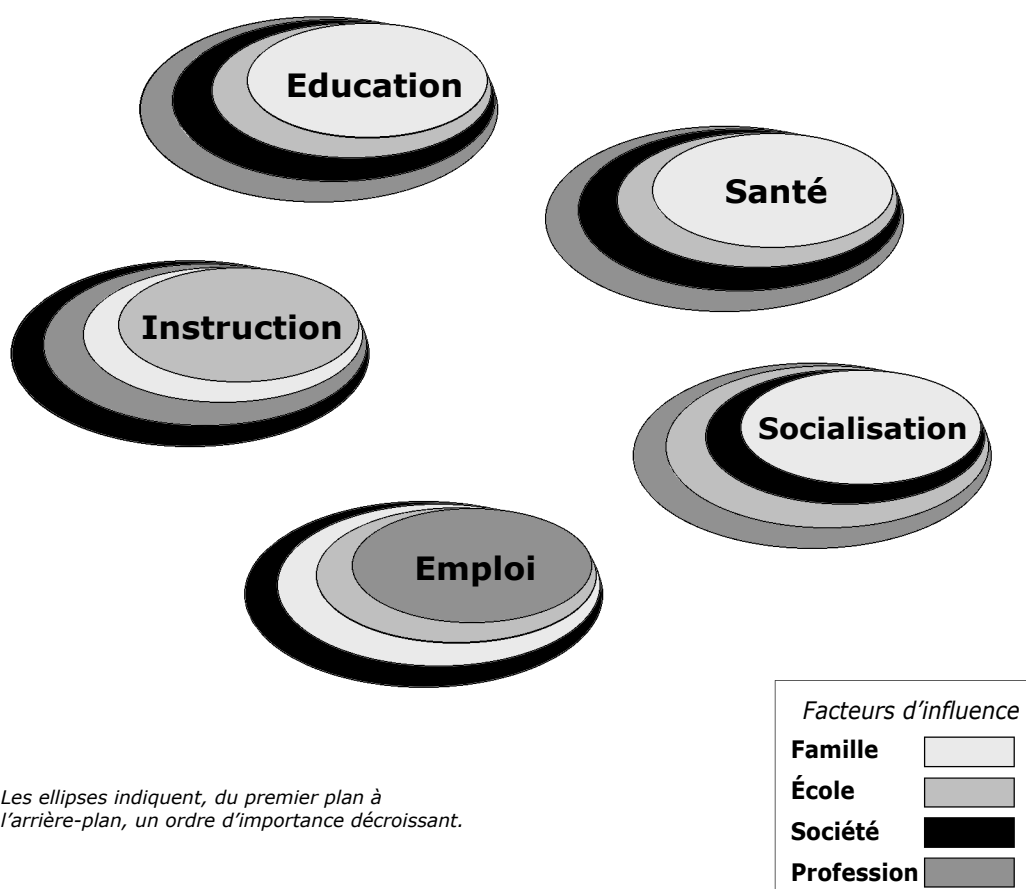 Education
Santé
Instruction
Socialisation
Emploi
Facteurs d’influence
Famille
École
Société
Profession
Les ellipses indiquent, du premier plan à
l’arrière-plan, un ordre d’importance décroissant.